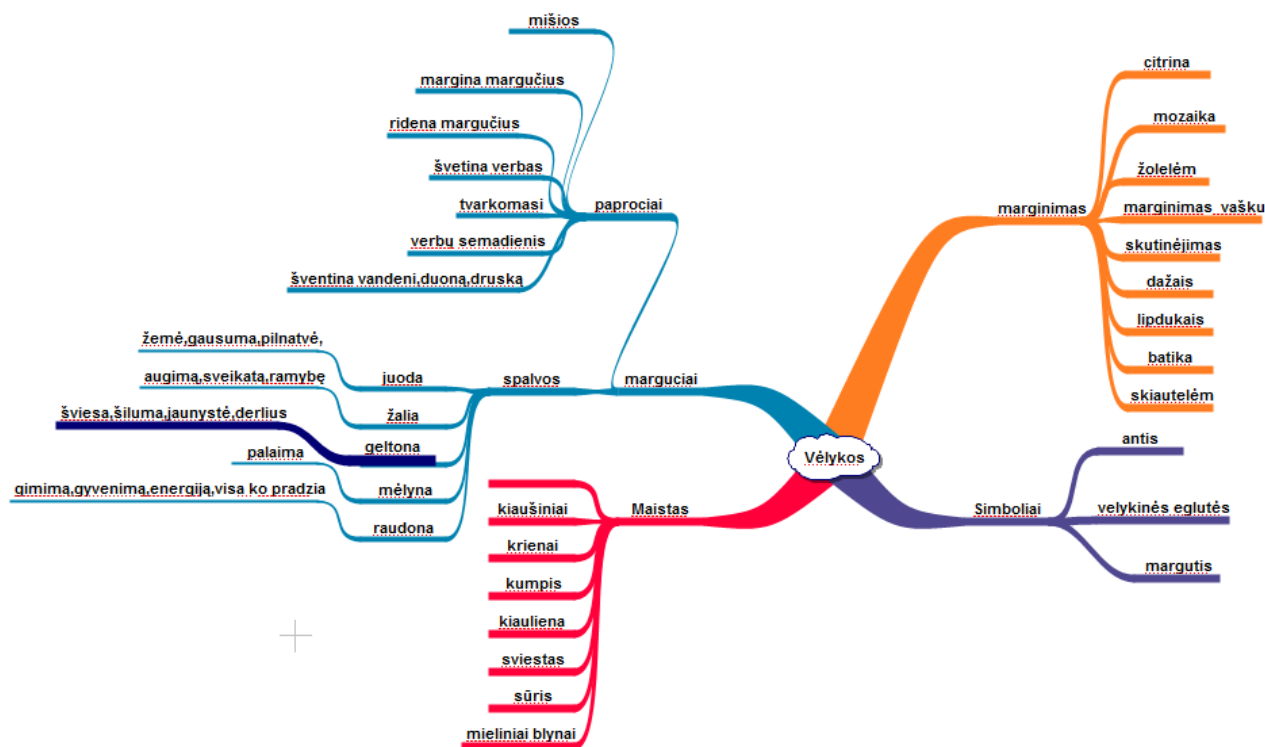 Vėlykos
marginimas
citrina
mozaika
žolelėm
marginimas vašku
skutinėjimas
dažais
lipdukais
batika
skiautelėm
Simboliai
antis
velykinės eglutės
margutis
Maistas
kiaušiniai
krienai
kumpis
kiauliena
sviestas
sūris
mieliniai blynai
marguciai
paprociai
mišios
margina margučius
ridena margučius
švetina verbas
tvarkomasi
verbų semadienis
šventina vandeni,duoną,druską
spalvos
juoda
žemė,gausuma,pilnatvė,
žalia
augimą,sveikatą,ramybę
geltona
šviesa,šiluma,jaunystė,derlius
mėlyna
palaima
raudona
gimimą,gyvenimą,energiją,visa ko pradzia